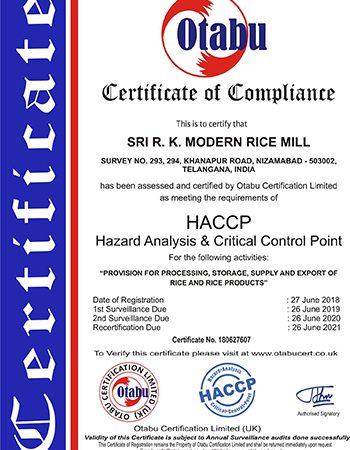 Certificate
Otabu
Certificate of Compliance
This is to certify that
SRI R. K. MODERN RICE MILL
SURVEY NO. 293, 294, KHANAPUR ROAD, NIZAMABAD - 503002,
TELANGANA, INDIA
has been assessed and certified by Otabu Certification Limited
as meeting the requirements of
HACCP
Hazard Analysis & Critical Control Point
For the following activities:
“PROVISION FOR PROCESSING, STORAGE, SUPPLY AND EXPORT OF
RICE AND RICE PRODUCTS”
Date of Registration : 27 June 2018
1st Surveillance Due : 26 June 2019
2nd Surveillance Due : 26 June 2020
Recertification Due : 26 June 2021
Certificate No. 180627607
To Verify this certificate please visit at www.otabucert.co.uk
OTABU CERTIFICATION LIMITED (UK)
Otabu
Hazard-Analysis
HACCP
Critical-Control-Point
Authorised Signatory
Otabu Certification Limited (UK)
Validity of this Certificate is subject to Annual Surveillance audits done successfully
This Certificate of Registration remains the Property of Otabu Certification Limited and shall be returned immediately upon request.